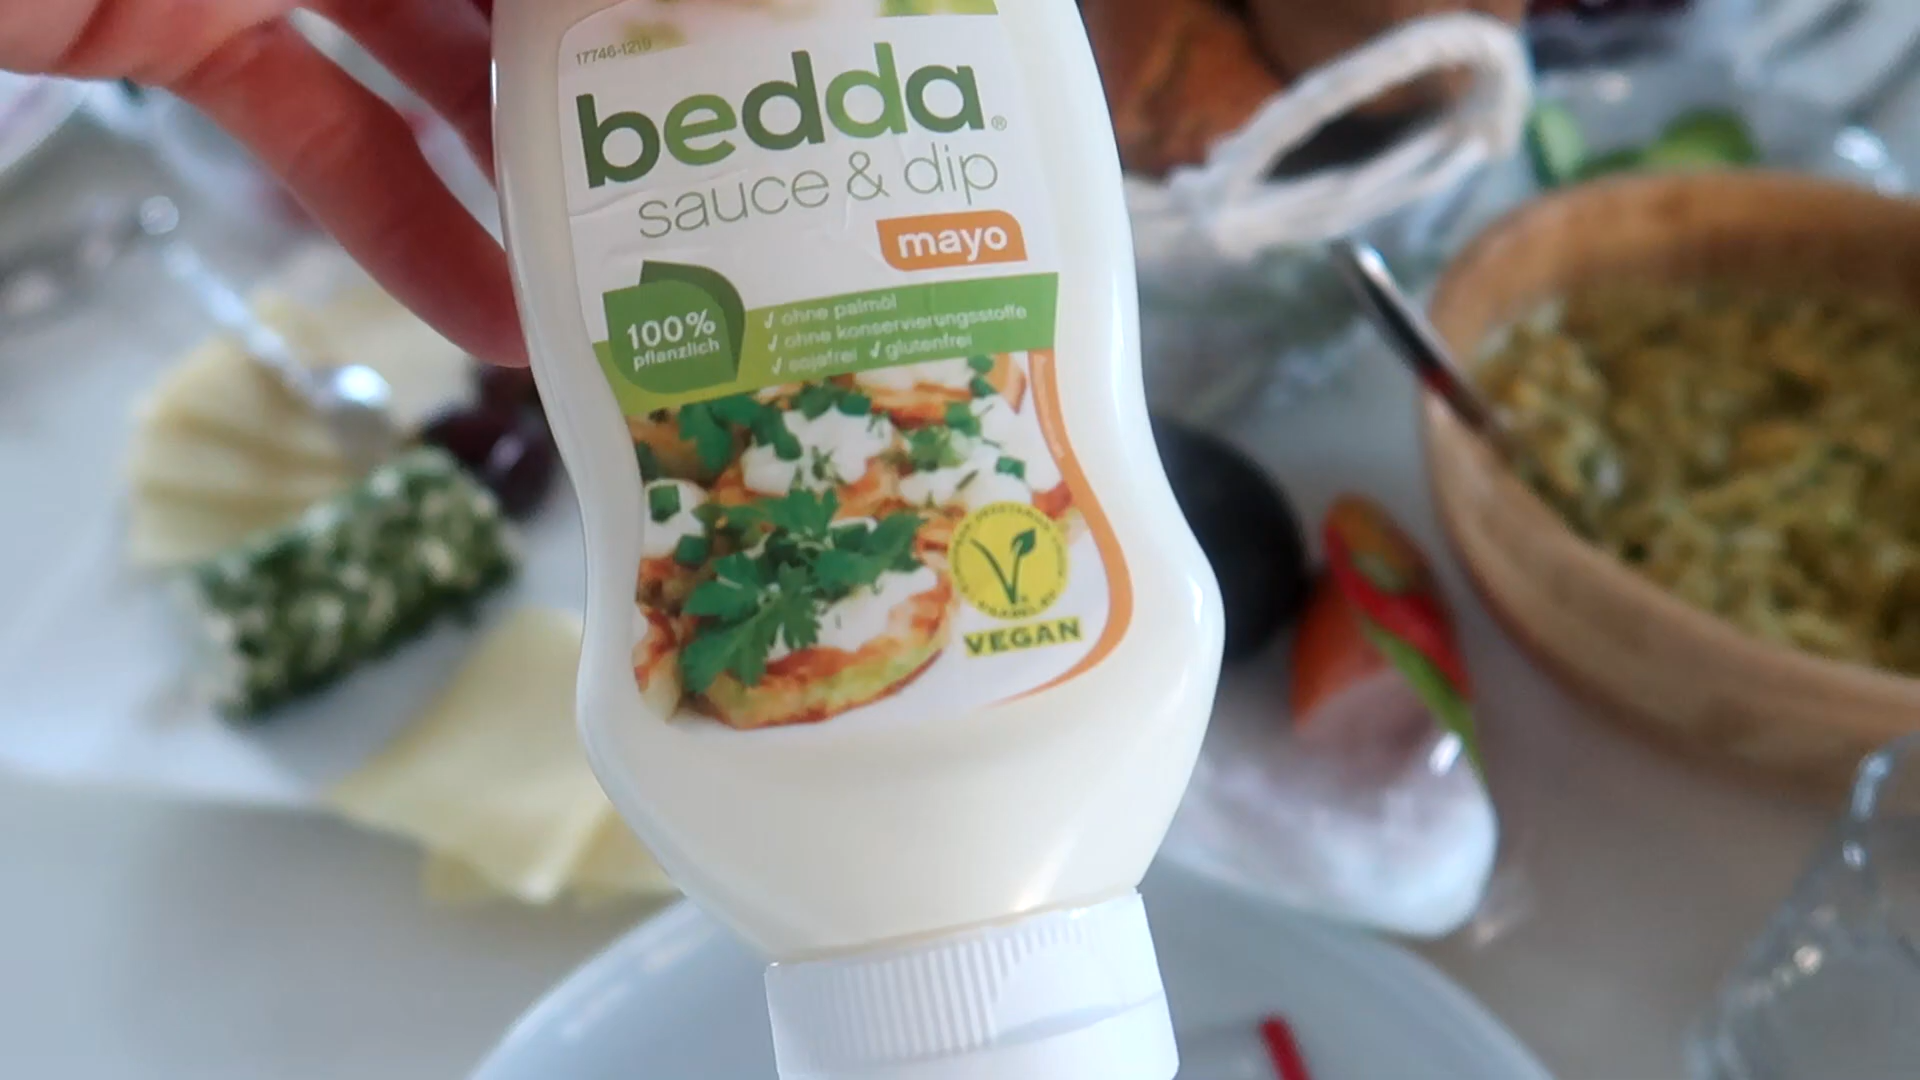 17746-1219
bedda®
sauce & dip
mayo
100%
pflanzlich
✓ ohne palmöl
✓ ohne konservierungsstoffe
✓ sojafrei ✓ glutenfrei
VEGAN